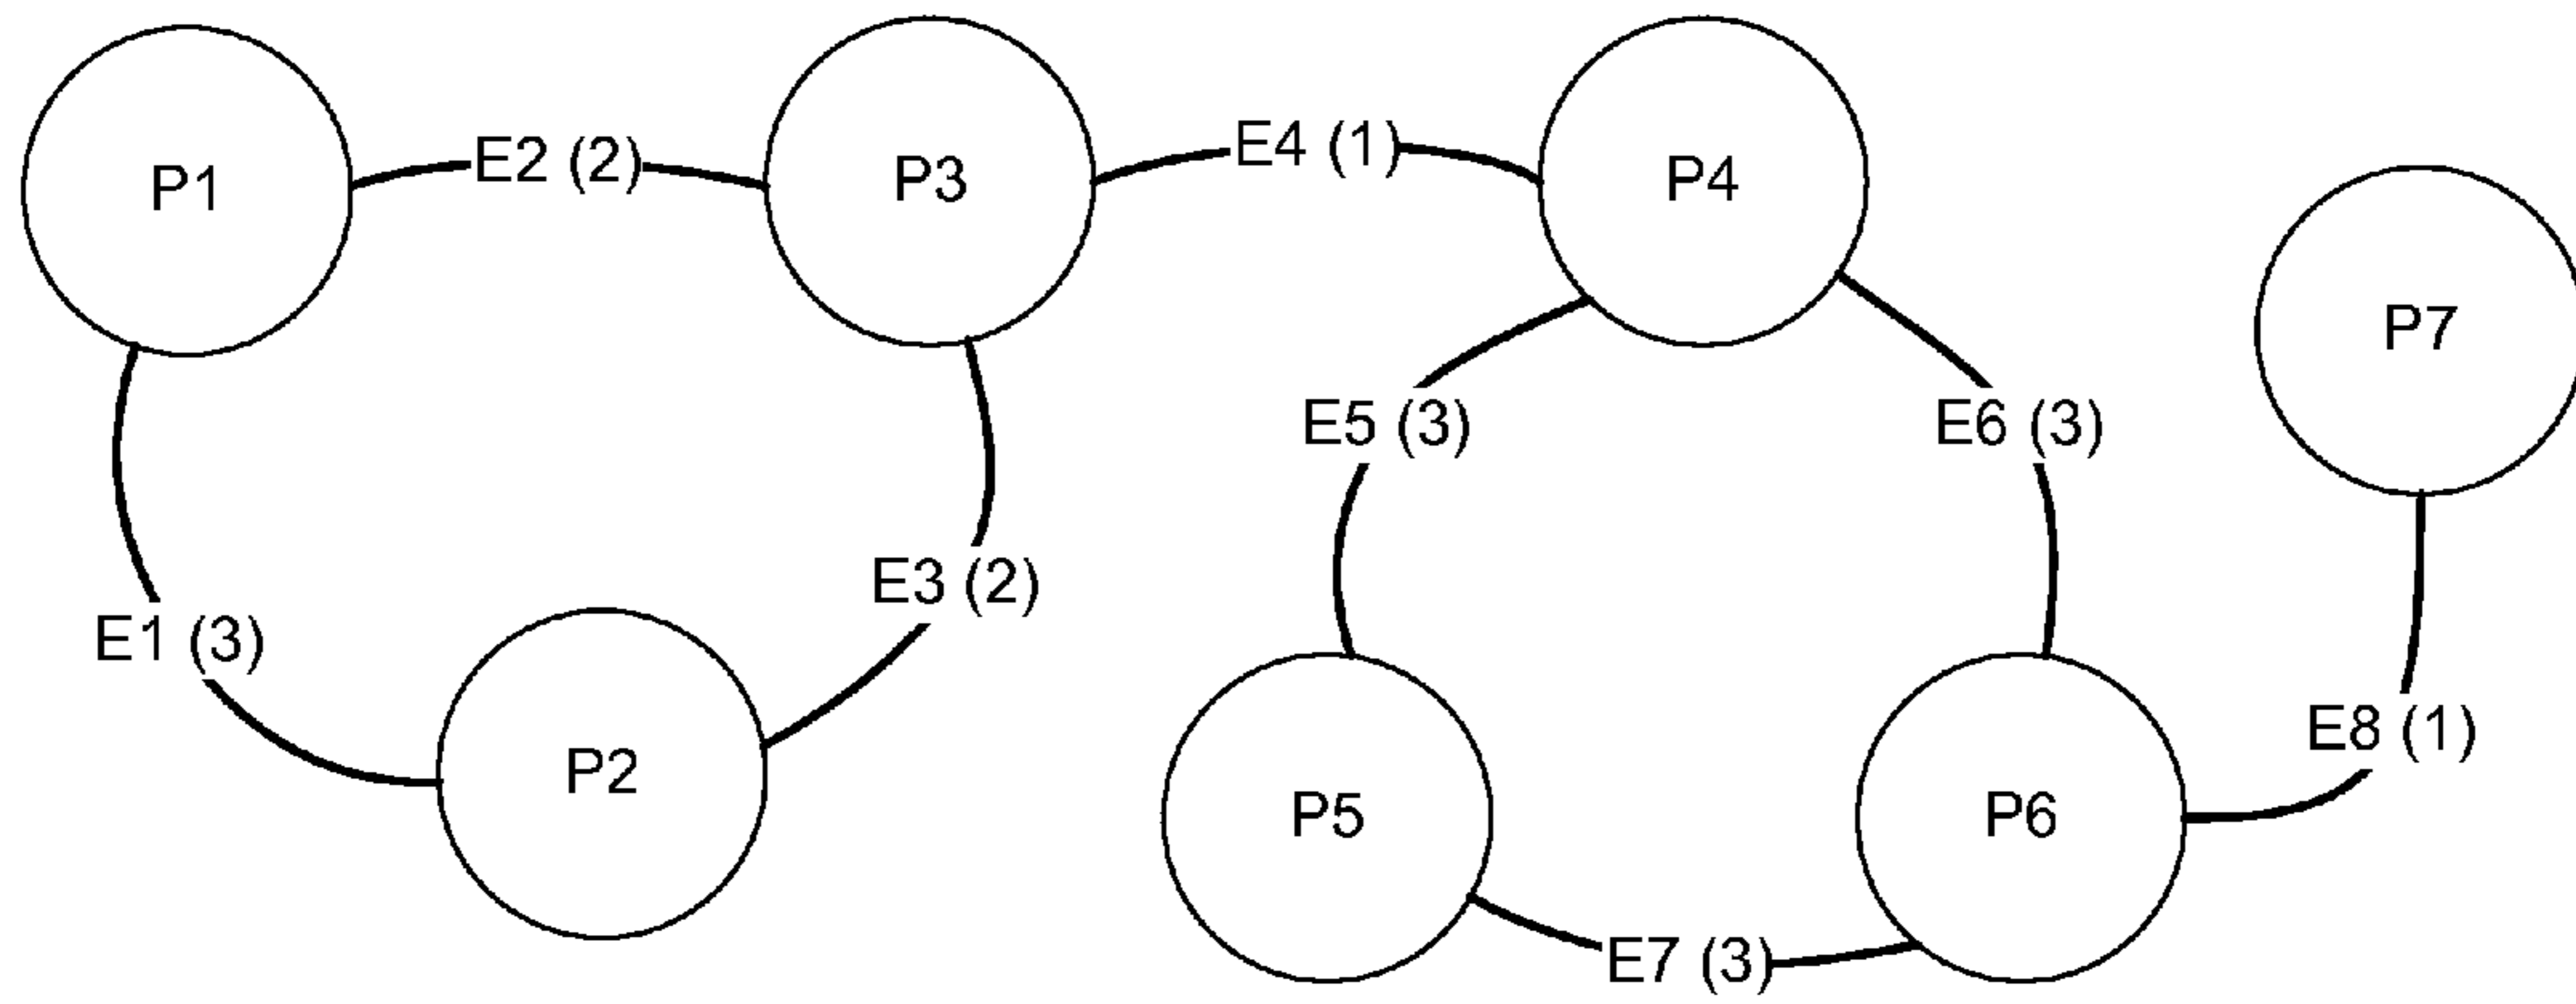 P1
E2 (2)
P3
E4 (1)
P4
P7
E5 (3)
E6 (3)
E3 (2)
E1 (3)
P2
P5
P6
E8 (1)
E7 (3)